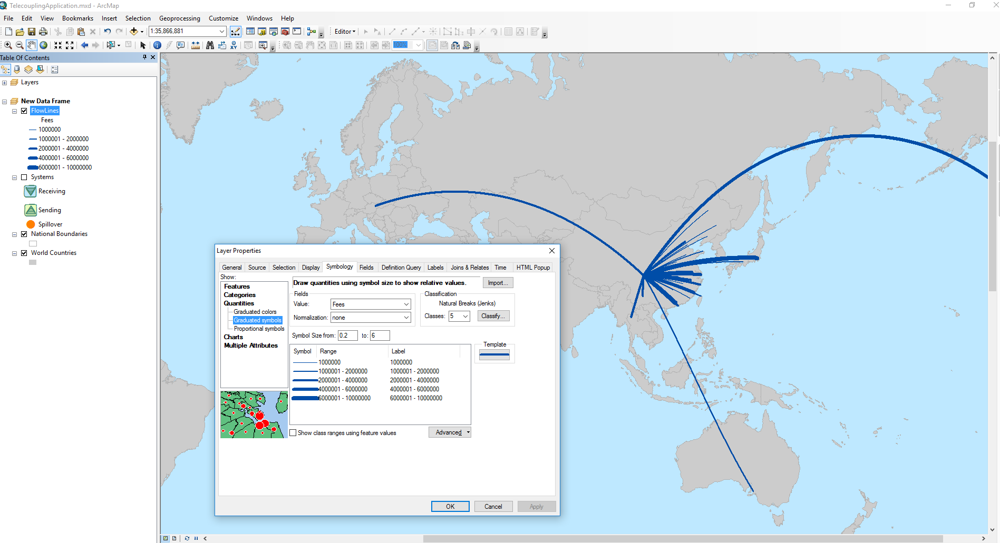 TelecouplingApplication.mxd - ArcMap
File Edit View Bookmarks Insert Selection Geoprocessing Customize Windows Help
1:35,866,881
Editor
100%
Table Of Contents
Layers
New Data Frame
FlowLines
Fees
1000000
1000001 - 2000000
2000001 - 4000000
4000001 - 6000000
6000001 - 10000000
Systems
Receiving
Sending
Spillover
National Boundaries
World Countries
Layer Properties
General Source Selection Display Symbology Fields Definition Query Labels Joins & Relates Time HTML Popup
Show:
Features
Categories
Quantities
Graduated colors
Graduated symbols
Proportional symbols
Charts
Multiple Attributes
Draw quantities using symbol size to show relative values.
Import...
Fields
Value: Fees
Normalization: none
Classification
Natural Breaks (Jenks)
Classes: 5 Classify...
Symbol Size from: 0.2 to: 6
Symbol Range Label
1000000 1000000
1000001 - 2000000 1000001 - 2000000
2000001 - 4000000 2000001 - 4000000
4000001 - 6000000 4000001 - 6000000
6000001 - 10000000 6000001 - 10000000
Template
Show class ranges using feature values
Advanced
OK Cancel Apply